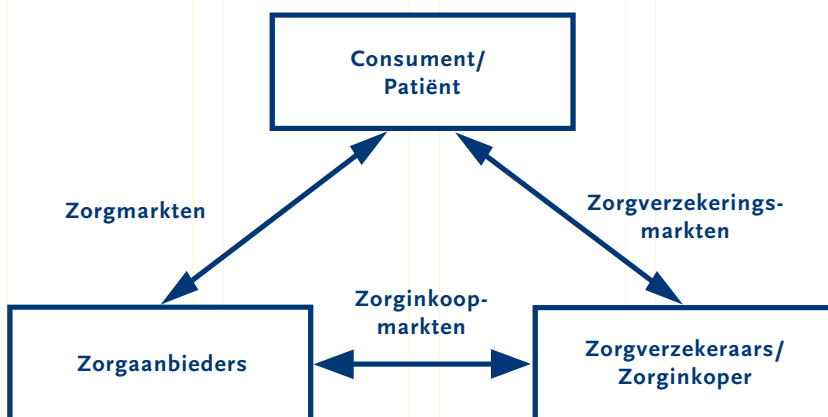 Consument/
Patiënt
Zorgmarkten
Zorgverzekerings-
markten
Zorginkoop-
markten
Zorgaanbieders
Zorgverzekeraars/
Zorginkoper